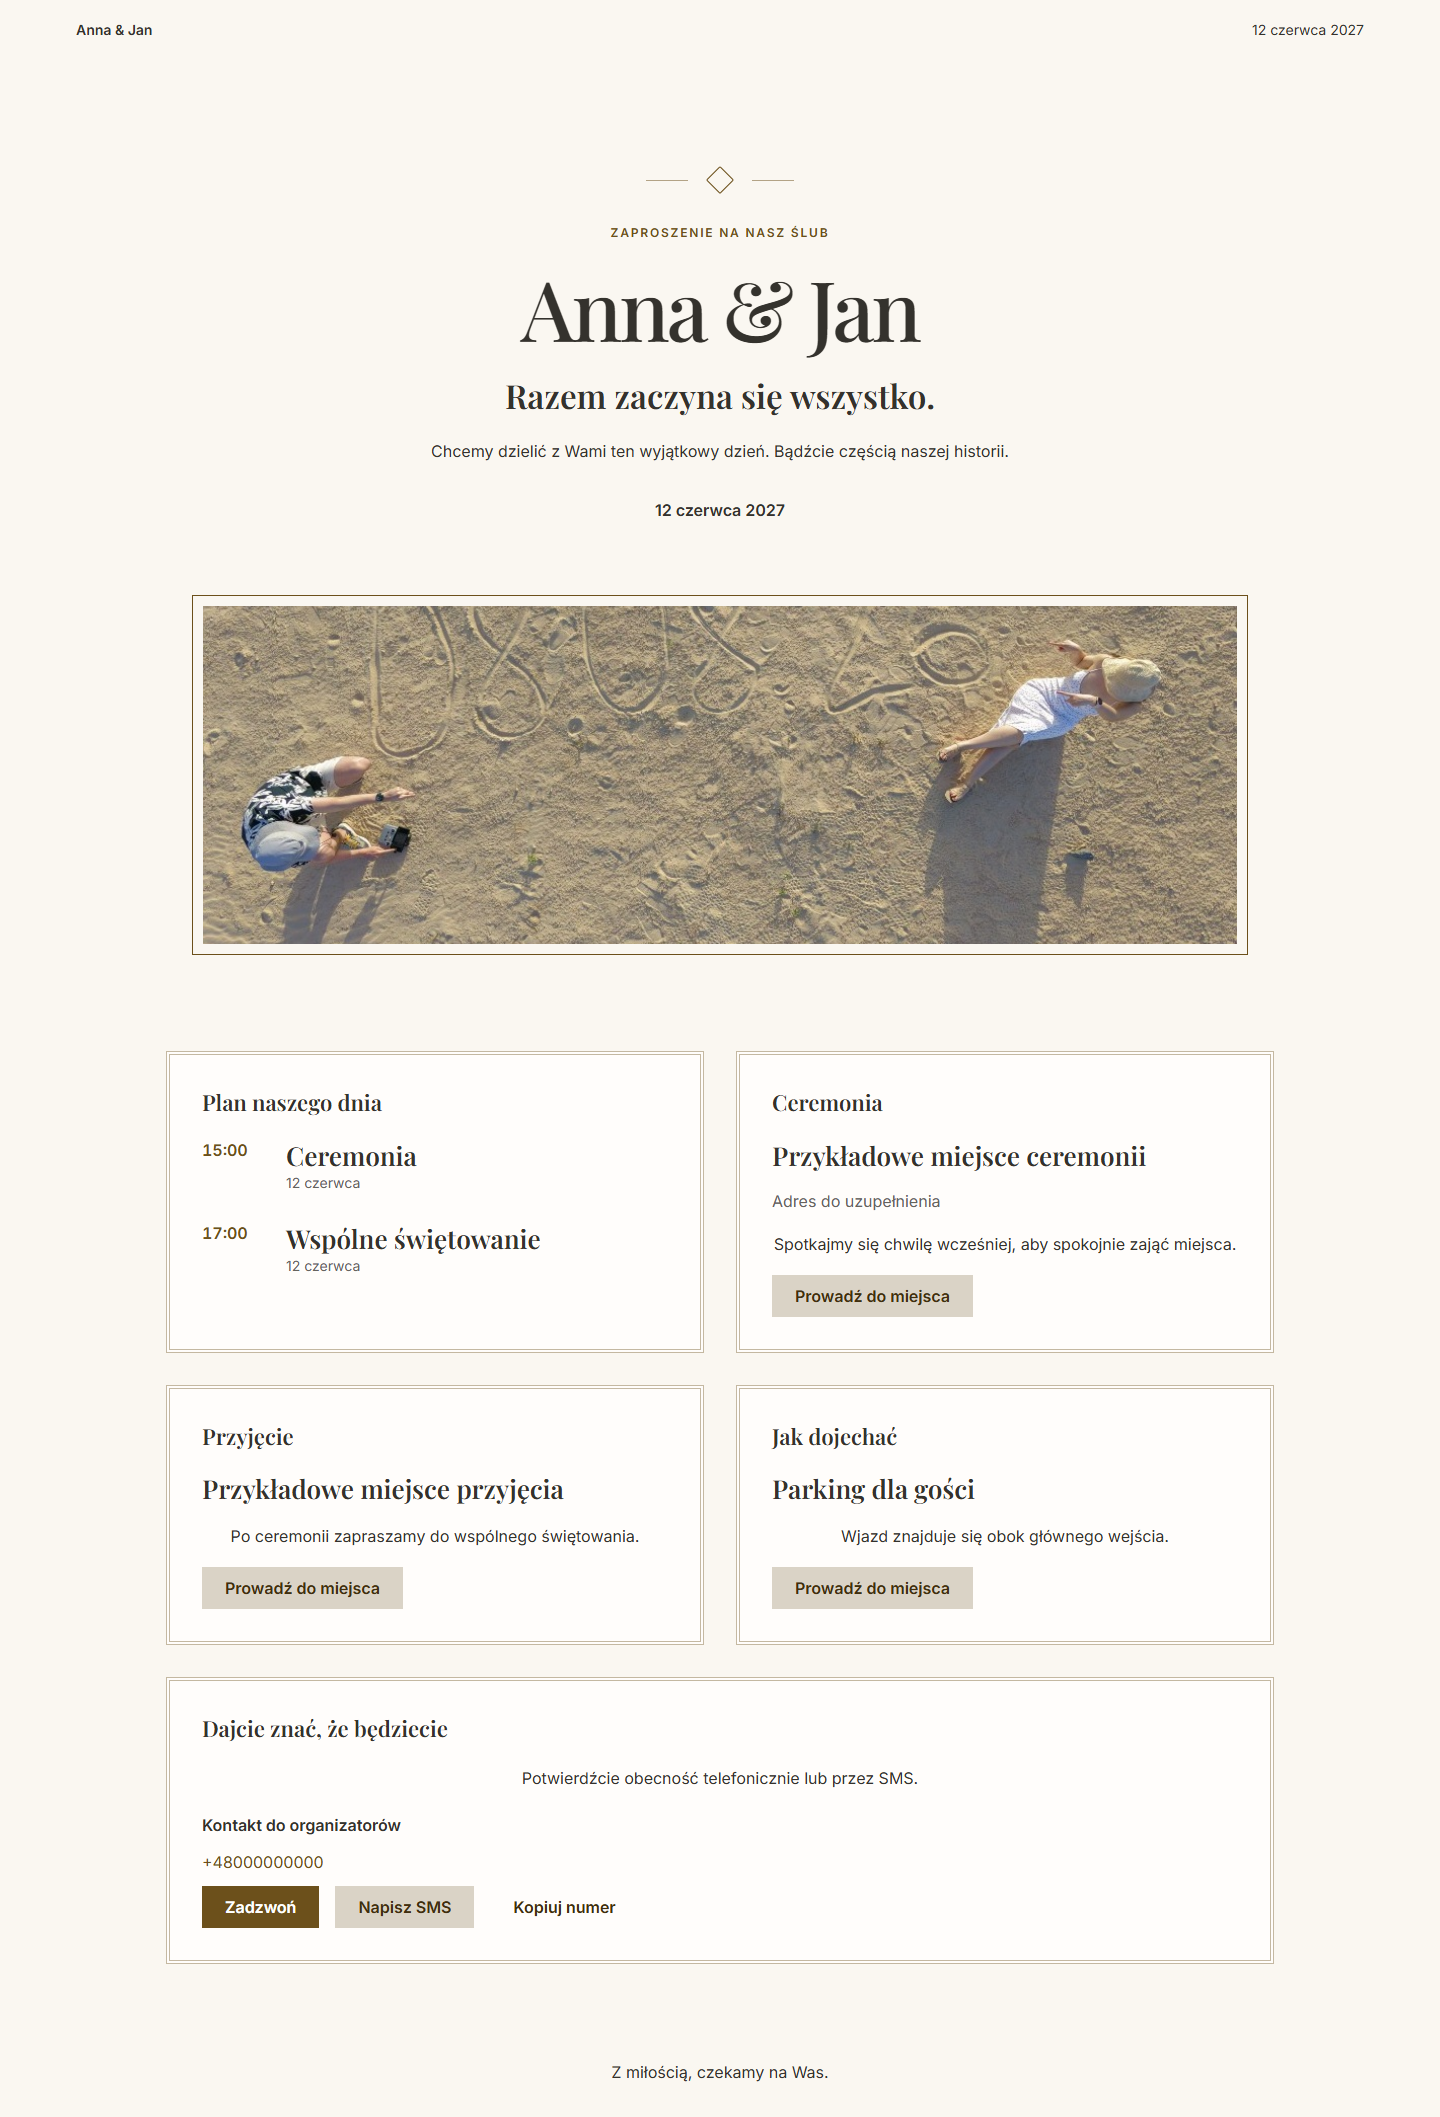 Anna & Jan
12 czerwca 2027
ZAPROSZENIE NA NASZ ŚLUB
Anna & Jan
Razem zaczyna się wszystko.
Chcemy dzielić z Wami ten wyjątkowy dzień. Bądźcie częścią naszej historii.
12 czerwca 2027
Plan naszego dnia
15:00
Ceremonia
12 czerwca
17:00
Wspólne świętowanie
12 czerwca
Ceremonia
Przykładowe miejsce ceremonii
Adres do uzupełnienia
Spotkajmy się chwilę wcześniej, aby spokojnie zająć miejsca.
Prowadź do miejsca
Przyjęcie
Przykładowe miejsce przyjęcia
Po ceremonii zapraszamy do wspólnego świętowania.
Prowadź do miejsca
Jak dojechać
Parking dla gości
Wjazd znajduje się obok głównego wejścia.
Prowadź do miejsca
Dajcie znać, że będziecie
Potwierdźcie obecność telefonicznie lub przez SMS.
Kontakt do organizatorów
+48000000000
Zadzwoń
Napisz SMS
Kopiuj numer
Z miłością, czekamy na Was.